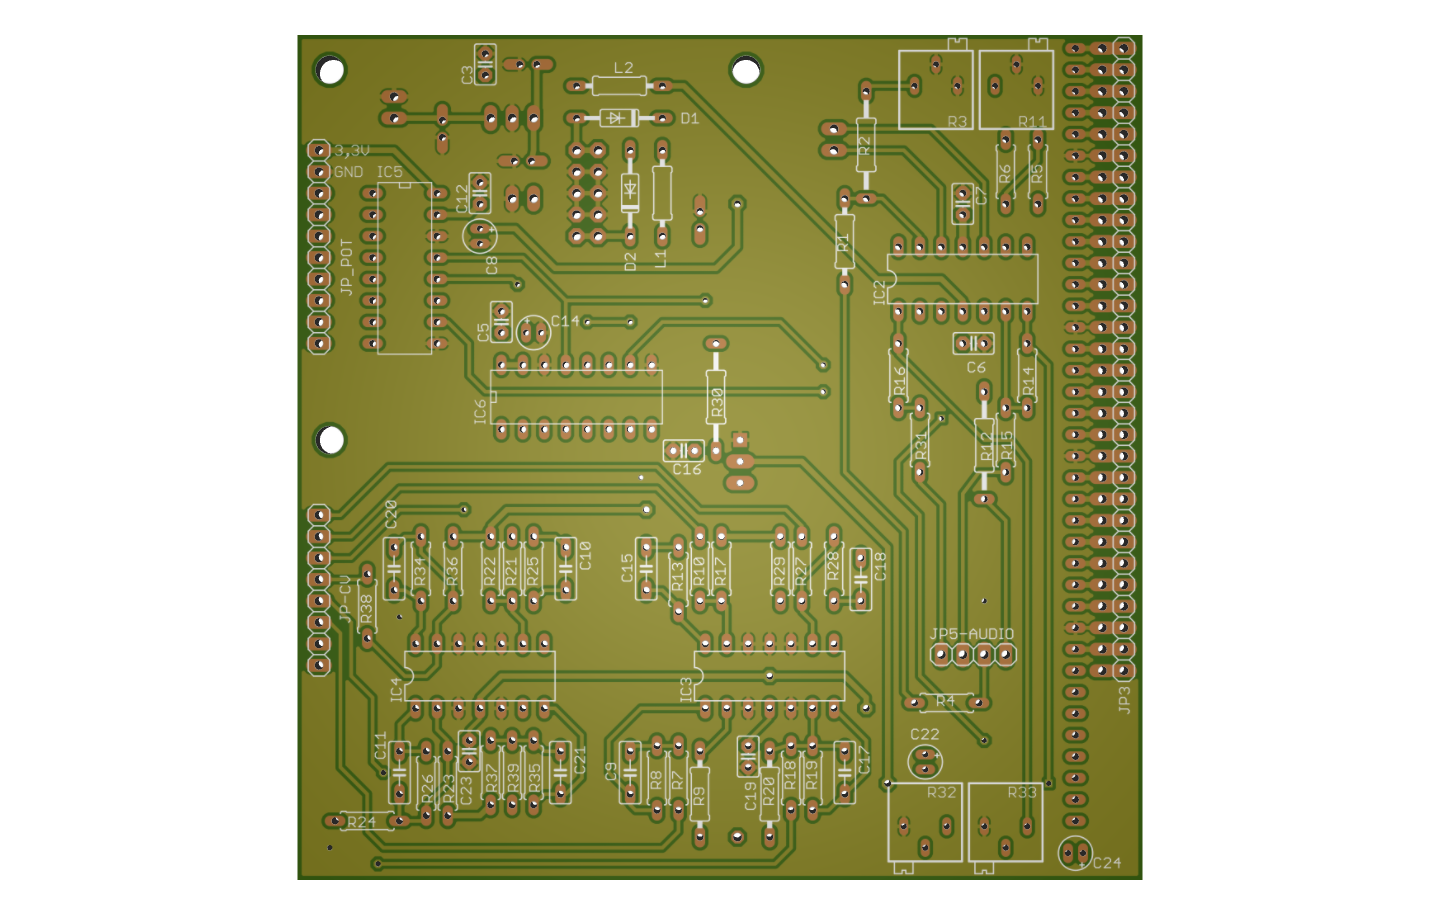 L2
C3
R3
R11
D1
R2
3,3V
GND
IC5
R6
R5
C12
C7
JP_POT
C8
D2
L1
R1
IC2
C5
C14
C6
R16
R14
R30
IC6
R31
R12
R15
C16
C20
R34
R36
R22
R21
R25
C10
C15
R13
R10
R17
R29
R27
R28
C18
JP-CV
R38
JP5-AUDIO
IC4
IC3
R4
JP3
C11
C22
R26
R23
C23
R37
R39
R35
C21
C9
R8
R7
R9
C19
R20
R18
R19
C17
R32
R33
R24
C24